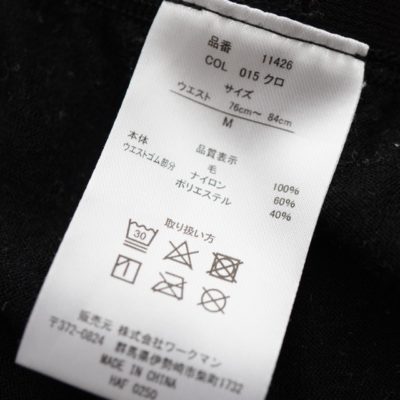 品番 11426
COL 015 クロ
サイズ
ウエスト 76cm～ 84cm
M
品質表示
本体 毛 100%
ウエストゴム部分 ナイロン 60%
ポリエステル 40%
取り扱い方
30
1
販売元 株式会社ワークマン
〒372-0824 群馬県伊勢崎市柴町1732
MADE IN CHINA
HAF 0250